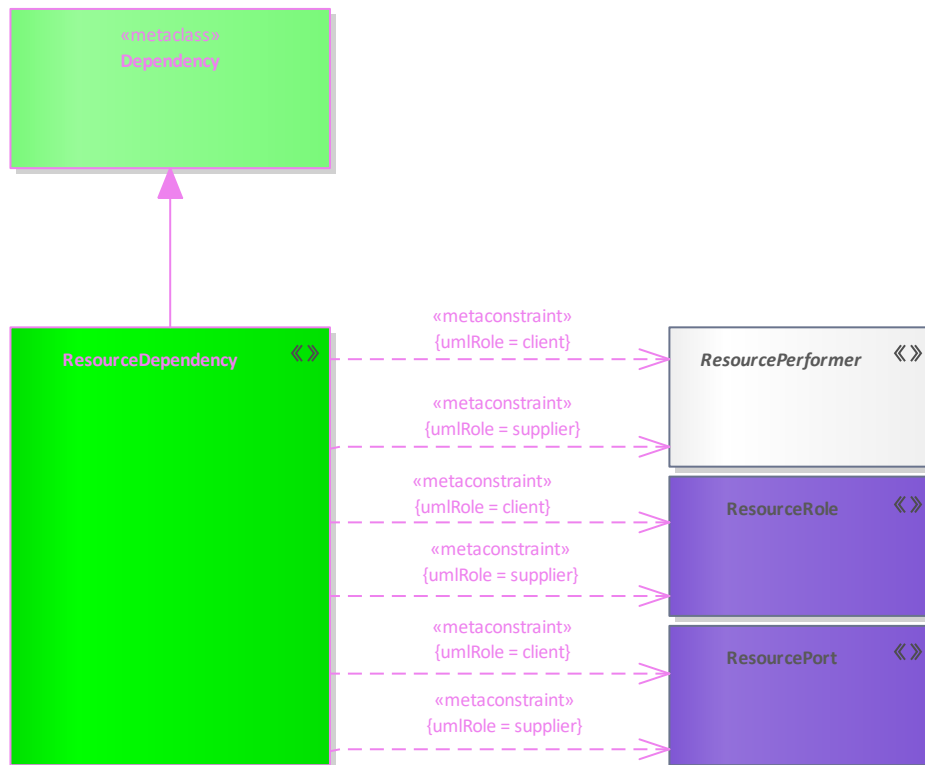 «metaclass»
Dependency
«metaconstraint»
{umlRole = client}
ResourceDependency
ResourcePerformer
«metaconstraint»
{umlRole = supplier}
«metaconstraint»
{umlRole = client}
ResourceRole
«metaconstraint»
{umlRole = supplier}
«metaconstraint»
{umlRole = client}
ResourcePort
«metaconstraint»
{umlRole = supplier}